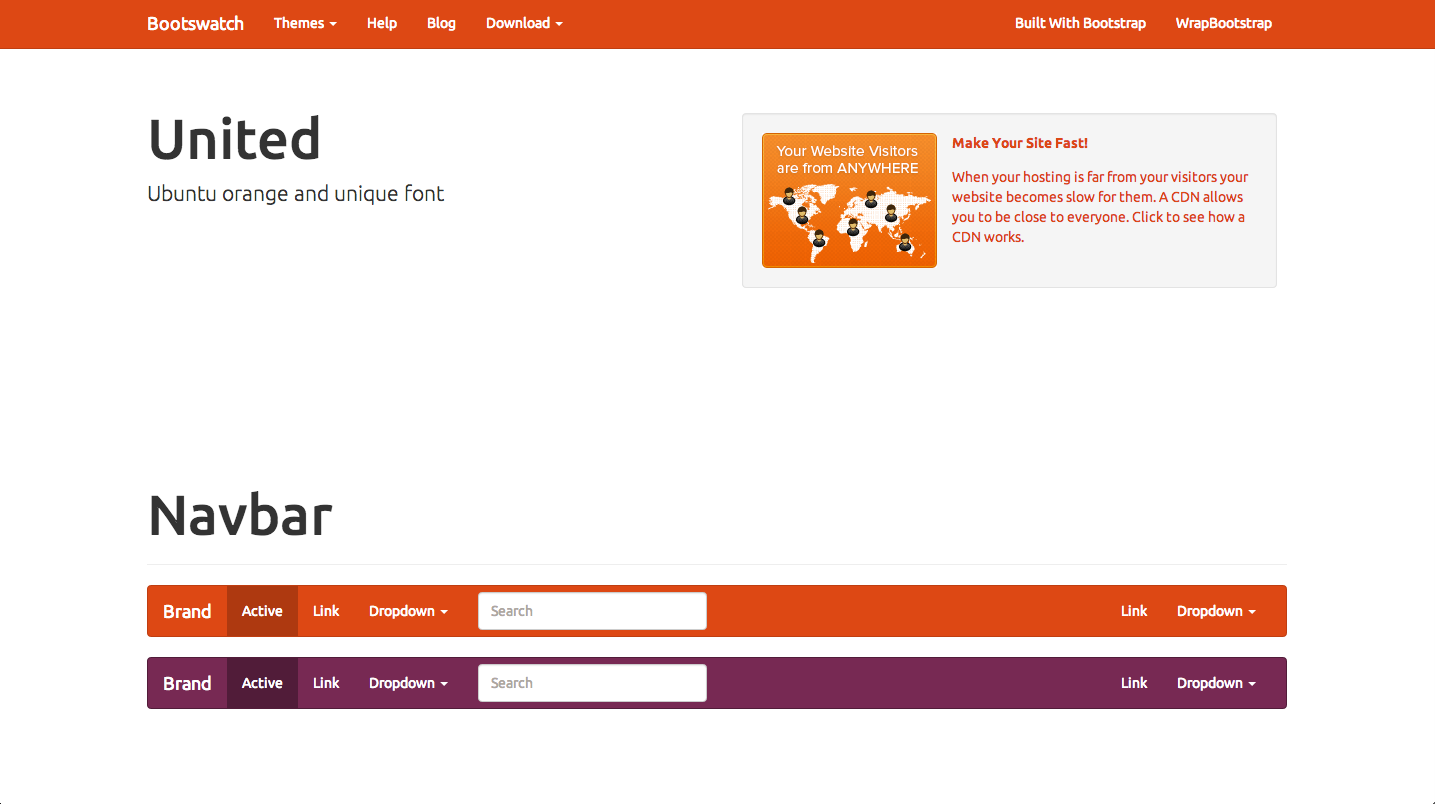 Bootswatch Themes Help Blog Download Built With Bootstrap WrapBootstrap
United
Ubuntu orange and unique font
Your Website Visitors
are from ANYWHERE
Make Your Site Fast!
When your hosting is far from your visitors your
website becomes slow for them. A CDN allows
you to be close to everyone. Click to see how a
CDN works.
Navbar
Brand Active Link Dropdown Search Link Dropdown
Brand Active Link Dropdown Search Link Dropdown